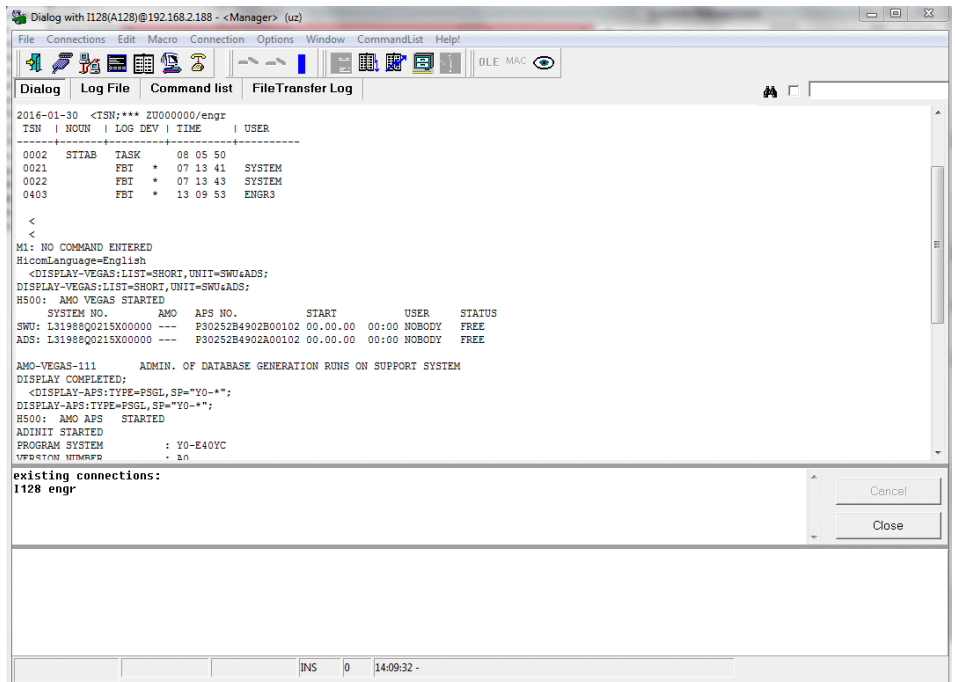 Dialog with I128(A128)@192.168.2.188 - <Manager> (uz)
File Connections Edit Macro Connection Options Window CommandList Help!
OLE MAC
Dialog Log File Command list FileTransfer Log
2016-01-30 <TSN;*** ZU000000/engr
TSN | NOUN | LOG DEV | TIME | USER
------+-------+---------+----------+----------
0002 STTAB TASK 08 05 50
0021 FBT * 07 13 41 SYSTEM
0022 FBT * 07 13 43 SYSTEM
0403 FBT * 13 09 53 ENGR3
<
<
M1: NO COMMAND ENTERED
HicomLanguage=English
<DISPLAY-VEGAS:LIST=SHORT,UNIT=SWU&ADS;
DISPLAY-VEGAS:LIST=SHORT,UNIT=SWU&ADS;
H500: AMO VEGAS STARTED
SYSTEM NO. AMO APS NO. START USER STATUS
SWU: L31988Q0215X00000 --- P30252B4902B00102 00.00.00 00:00 NOBODY FREE
ADS: L31988Q0215X00000 --- P30252B4902A00102 00.00.00 00:00 NOBODY FREE
AMO-VEGAS-111 ADMIN. OF DATABASE GENERATION RUNS ON SUPPORT SYSTEM
DISPLAY COMPLETED;
<DISPLAY-APS:TYPE=PSGL,SP="Y0-*";
DISPLAY-APS:TYPE=PSGL,SP="Y0-*";
H500: AMO APS STARTED
ADINIT STARTED
PROGRAM SYSTEM : Y0-E40YC
VERSION NUMBER : A0
existing connections:
I128 engr
Cancel
Close
INS 0 14:09:32 -